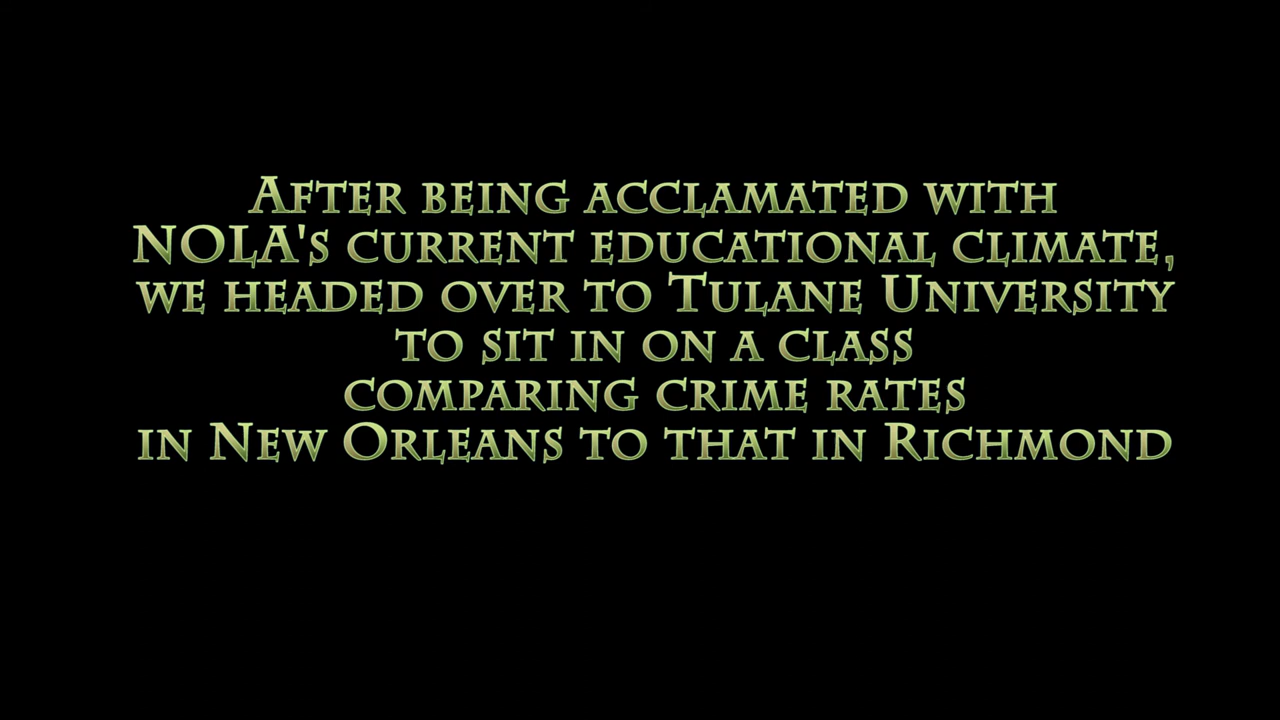 After being acclamated with
NOLA's current educational climate,
we headed over to Tulane University
to sit in on a class
comparing crime rates
in New Orleans to that in Richmond